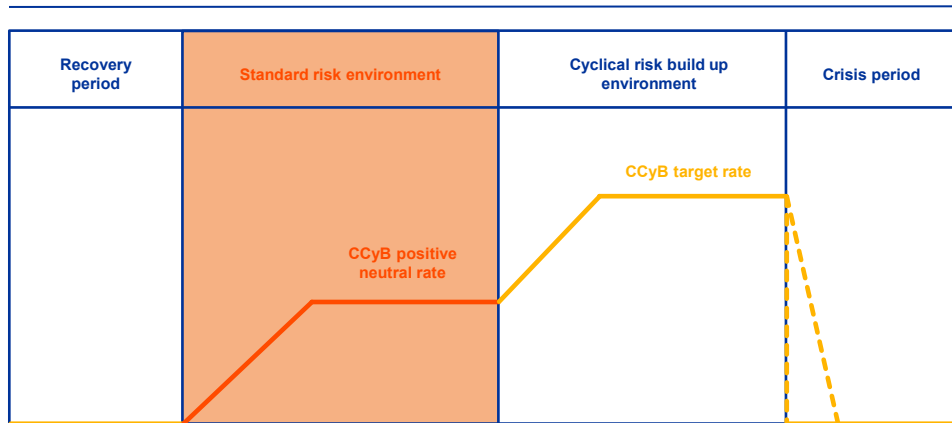 Recovery
period
Standard risk environment
Cyclical risk build up
environment
Crisis period
CCyB target rate
CCyB positive
neutral rate